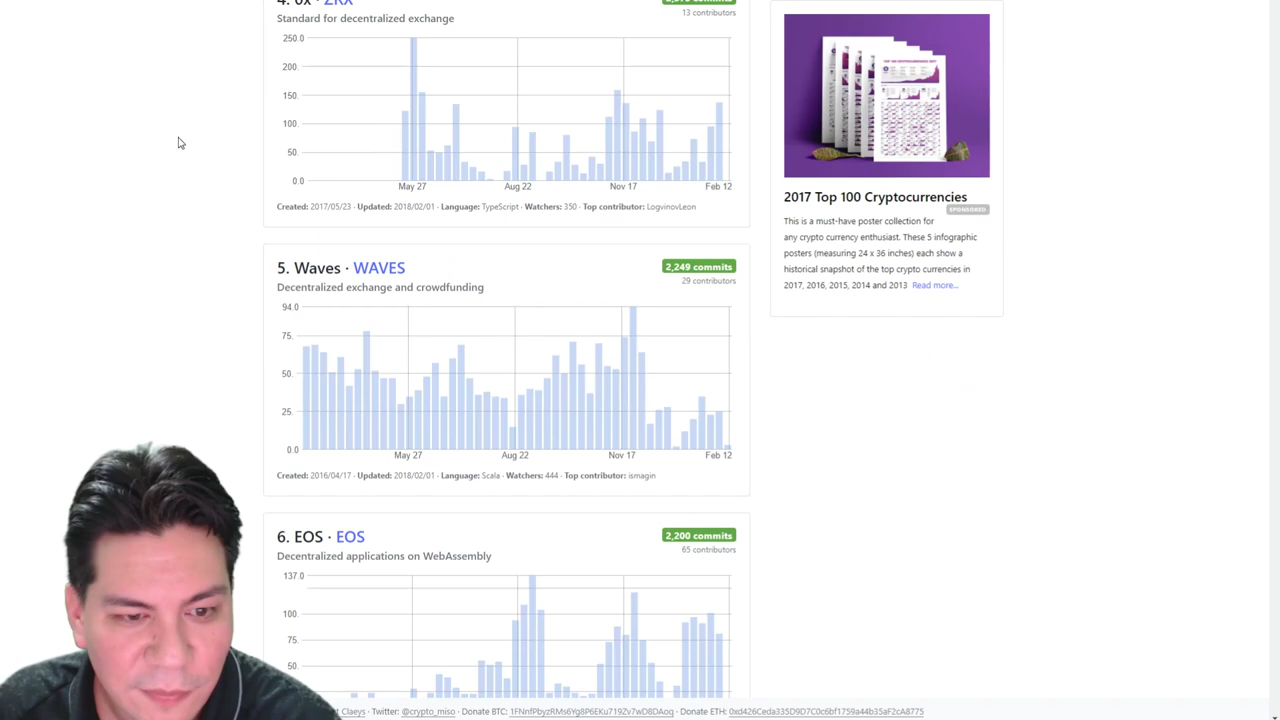 4. 0x · ZRX
13 contributors
Standard for decentralized exchange
250.0
200.
150.
100.
50.
0.0
May 27
Aug 22
Nov 17
Feb 12
Created: 2017/05/23 · Updated: 2018/02/01 · Language: TypeScript · Watchers: 350 · Top contributor: LogvinovLeon
5. Waves · WAVES
2,249 commits
29 contributors
Decentralized exchange and crowdfunding
94.0
75.
50.
25.
0.0
May 27
Aug 22
Nov 17
Feb 12
Created: 2016/04/17 · Updated: 2018/02/01 · Language: Scala · Watchers: 444 · Top contributor: ismagin
6. EOS · EOS
2,200 commits
65 contributors
Decentralized applications on WebAssembly
137.0
100.
75.
50.
2017 Top 100 Cryptocurrencies
SPONSORED
This is a must-have poster collection for
any crypto currency enthusiast. These 5 infographic
posters (measuring 24 x 36 inches) each show a
historical snapshot of the top crypto currencies in
2017, 2016, 2015, 2014 and 2013 Read more...
Claeys · Twitter: @crypto_miso · Donate BTC: · Donate ETH: